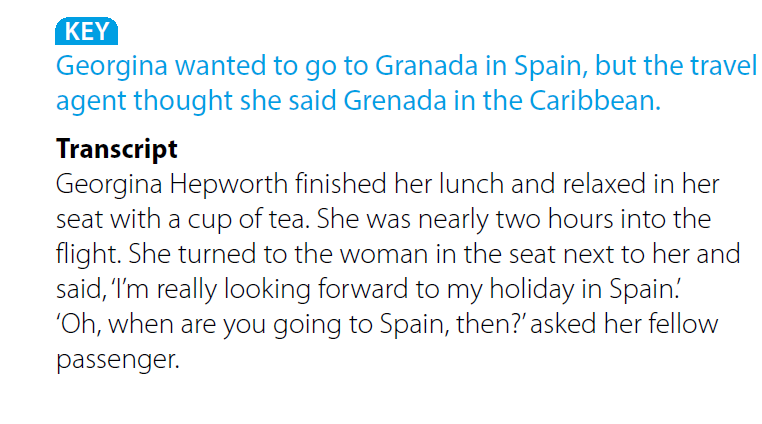 KEY
Georgina wanted to go to Granada in Spain, but the travel
agent thought she said Grenada in the Caribbean.
Transcript
Georgina Hepworth finished her lunch and relaxed in her
seat with a cup of tea. She was nearly two hours into the
flight. She turned to the woman in the seat next to her and
said, ‘I’m really looking forward to my holiday in Spain.’
‘Oh, when are you going to Spain, then?’ asked her fellow
passenger.